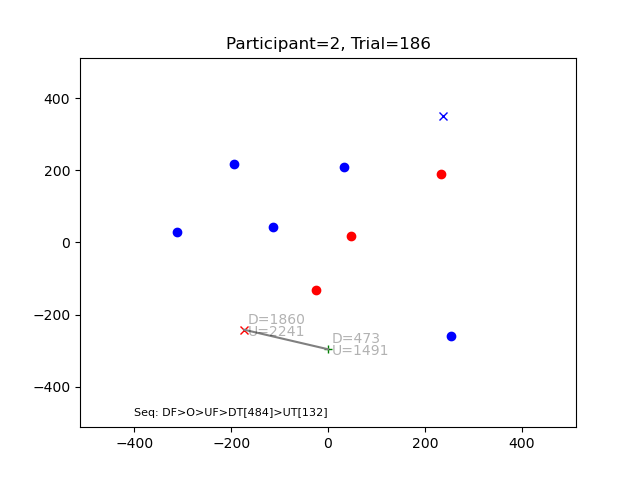 Participant=2, Trial=186
400
200
0
−200
−400
D=1860
U=2241
D=473
U=1491
Seq: DF>O>UF>DT[484]>UT[132]
−400
−200
0
200
400